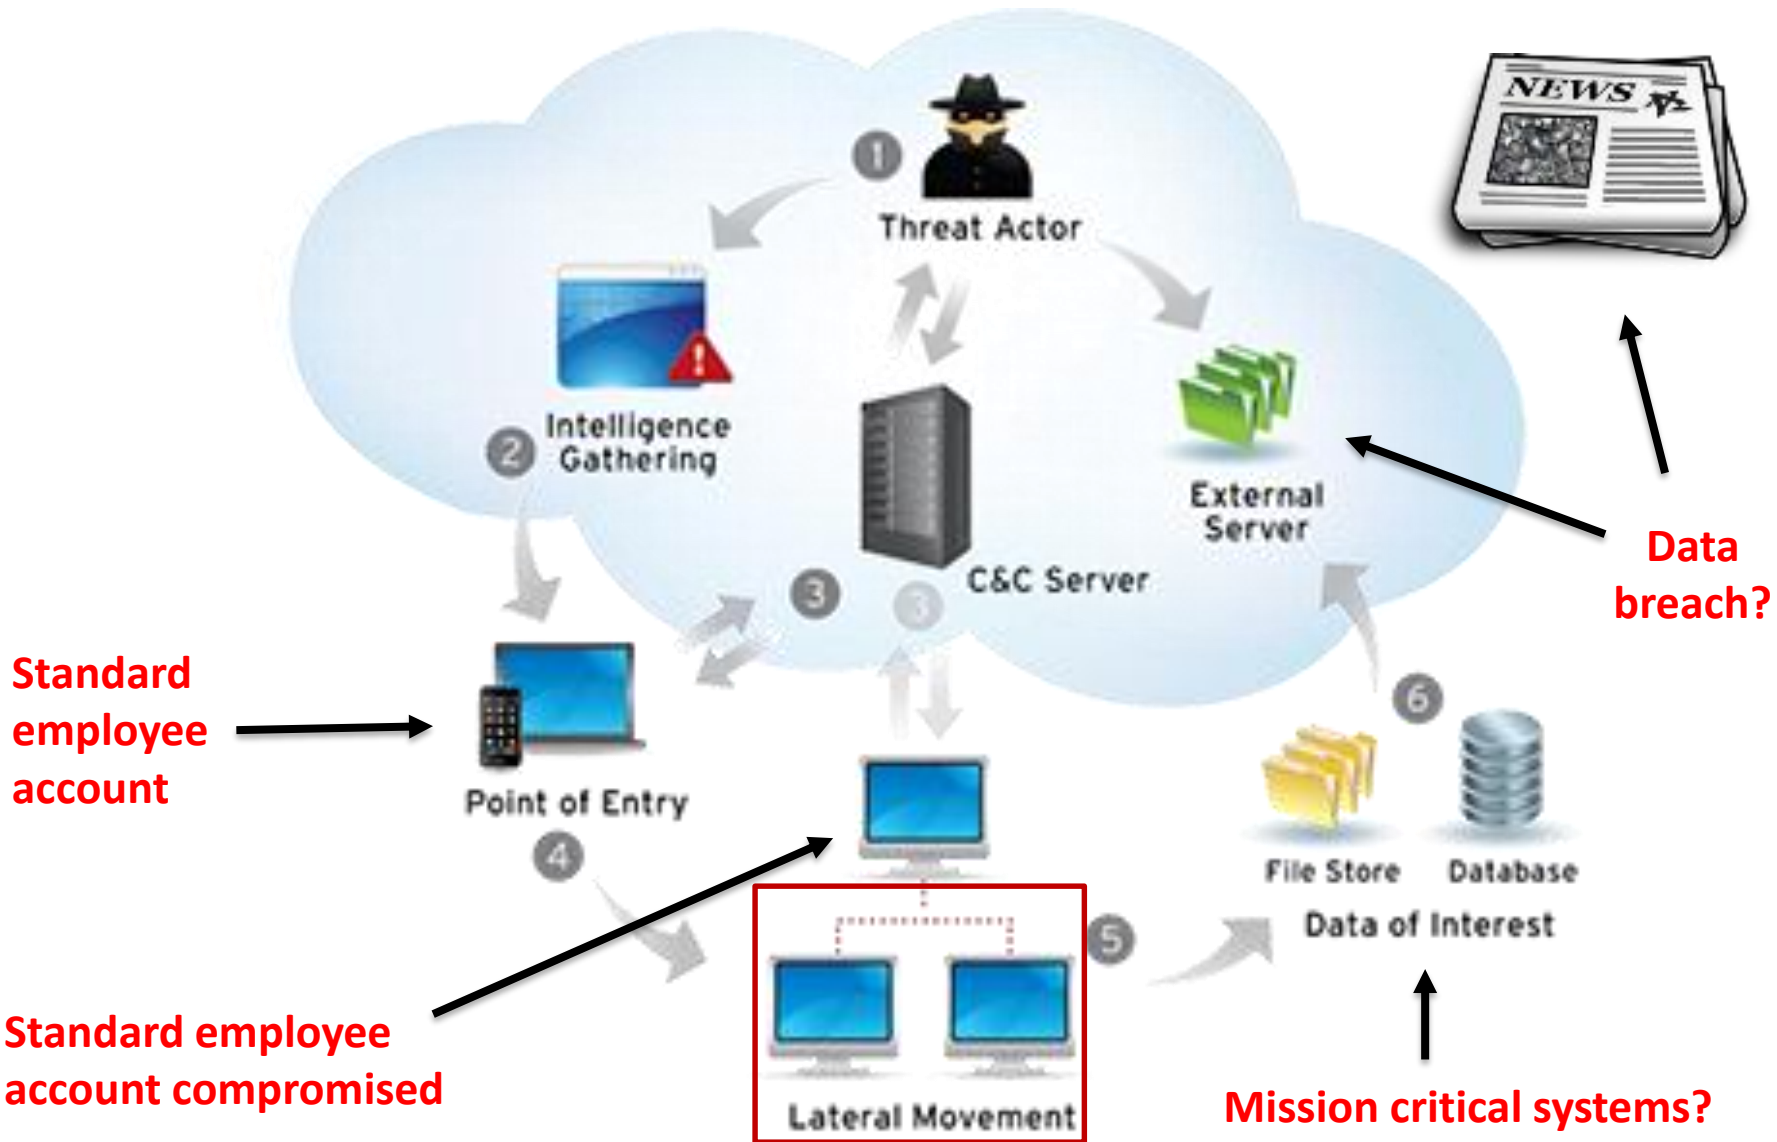 NEWS
1
Threat Actor
Intelligence
Gathering
2
External
Server
C&C Server
3
3
Data
breach?
Standard
employee
account
Point of Entry
4
6
File Store
Database
Data of Interest
5
Standard employee
account compromised
Lateral Movement
Mission critical systems?